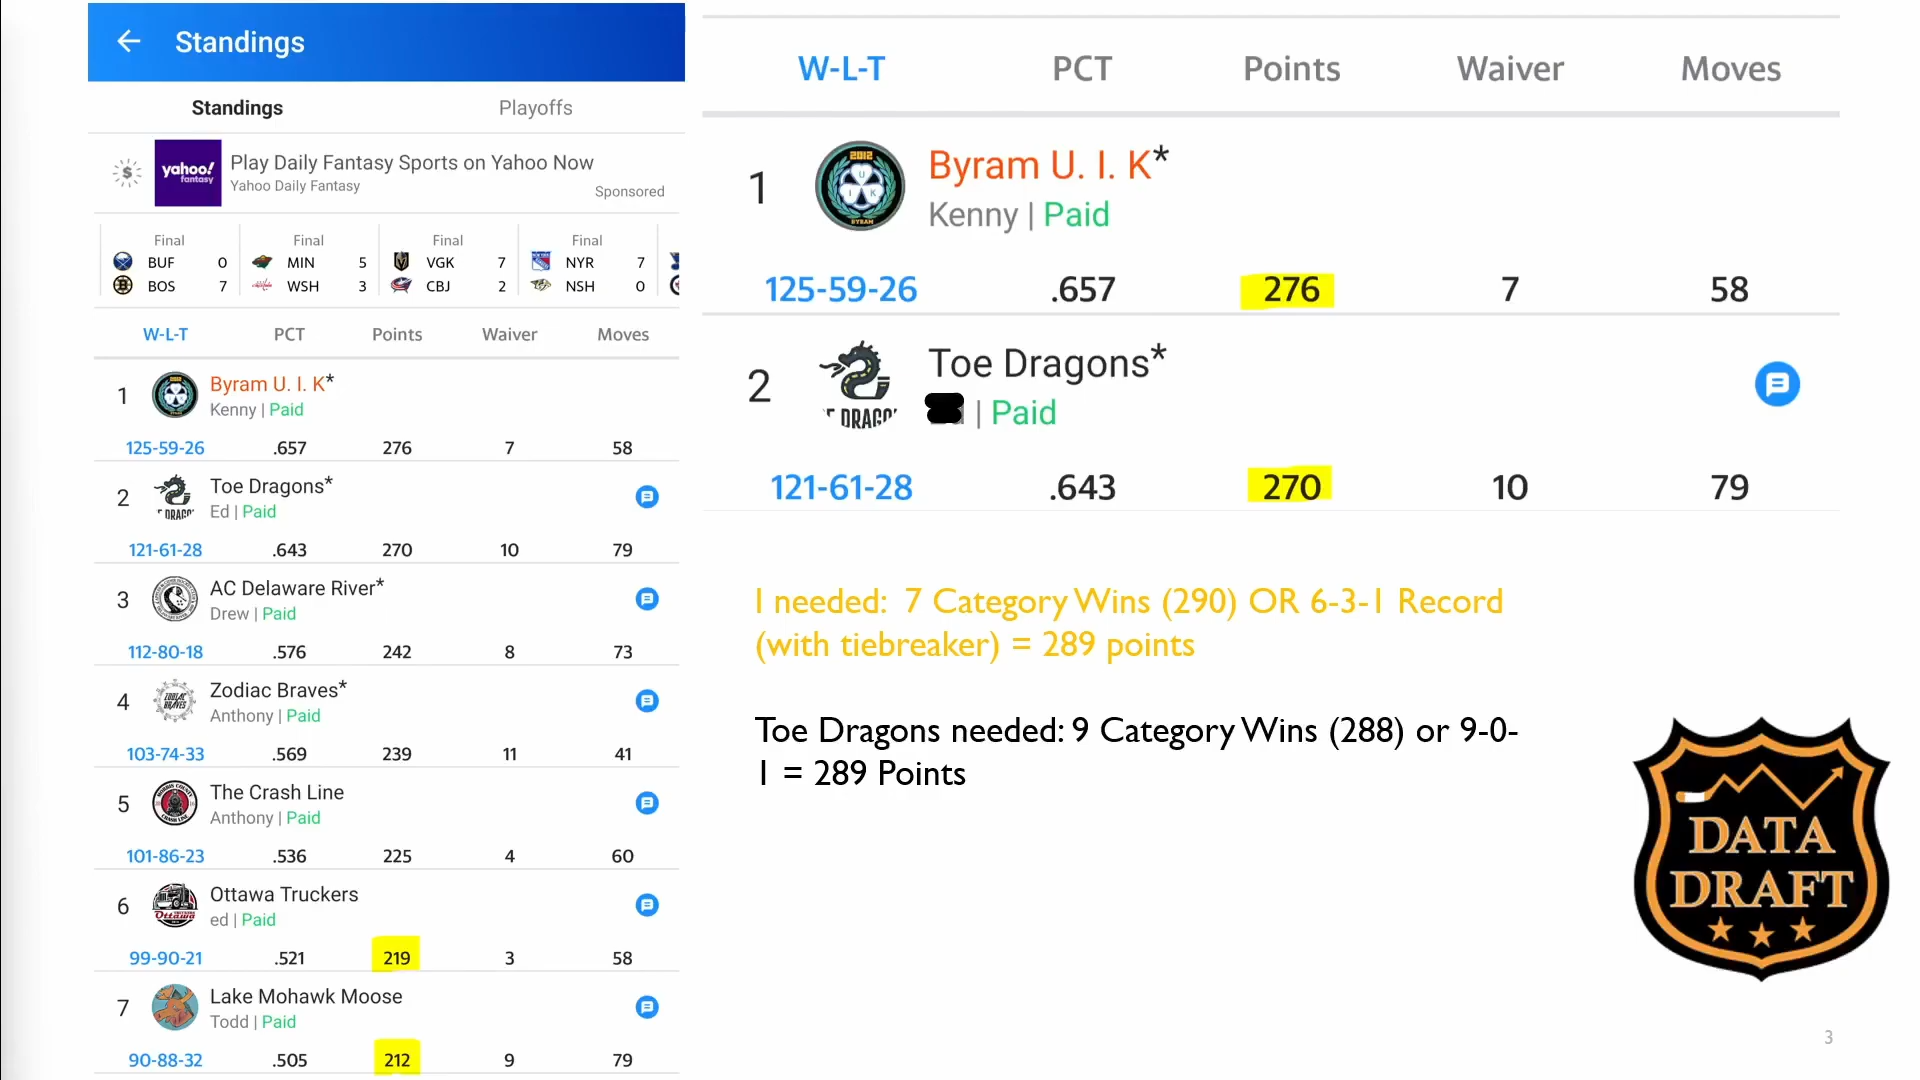 Standings
Standings Playoffs
yahoo!
fantasy
Play Daily Fantasy Sports on Yahoo Now
Yahoo Daily Fantasy
Sponsored
Final Final Final Final
BUF 0 MIN 5 VGK 7 NYR 7
BOS 7 WSH 3 CBJ 2 NSH 0
W-L-T PCT Points Waiver Moves
1 Byram U. I. K*
Kenny | Paid
125-59-26 .657 276 7 58
2 Toe Dragons*
Ed | Paid
121-61-28 .643 270 10 79
3 AC Delaware River*
Drew | Paid
112-80-18 .576 242 8 73
4 Zodiac Braves*
Anthony | Paid
103-74-33 .569 239 11 41
5 The Crash Line
Anthony | Paid
101-86-23 .536 225 4 60
6 Ottawa Truckers
ed | Paid
99-90-21 .521 219 3 58
7 Lake Mohawk Moose
Todd | Paid
90-88-32 .505 212 9 79
W-L-T PCT Points Waiver Moves
1 Byram U. I. K*
2012
U
I K
BYRAM
Kenny | Paid
125-59-26 .657 276 7 58
2 Toe Dragons*
DRAGO
| Paid
121-61-28 .643 270 10 79
I needed: 7 Category Wins (290) OR 6-3-1 Record
(with tiebreaker) = 289 points
Toe Dragons needed: 9 Category Wins (288) or 9-0-
1 = 289 Points
DATA
DRAFT
3